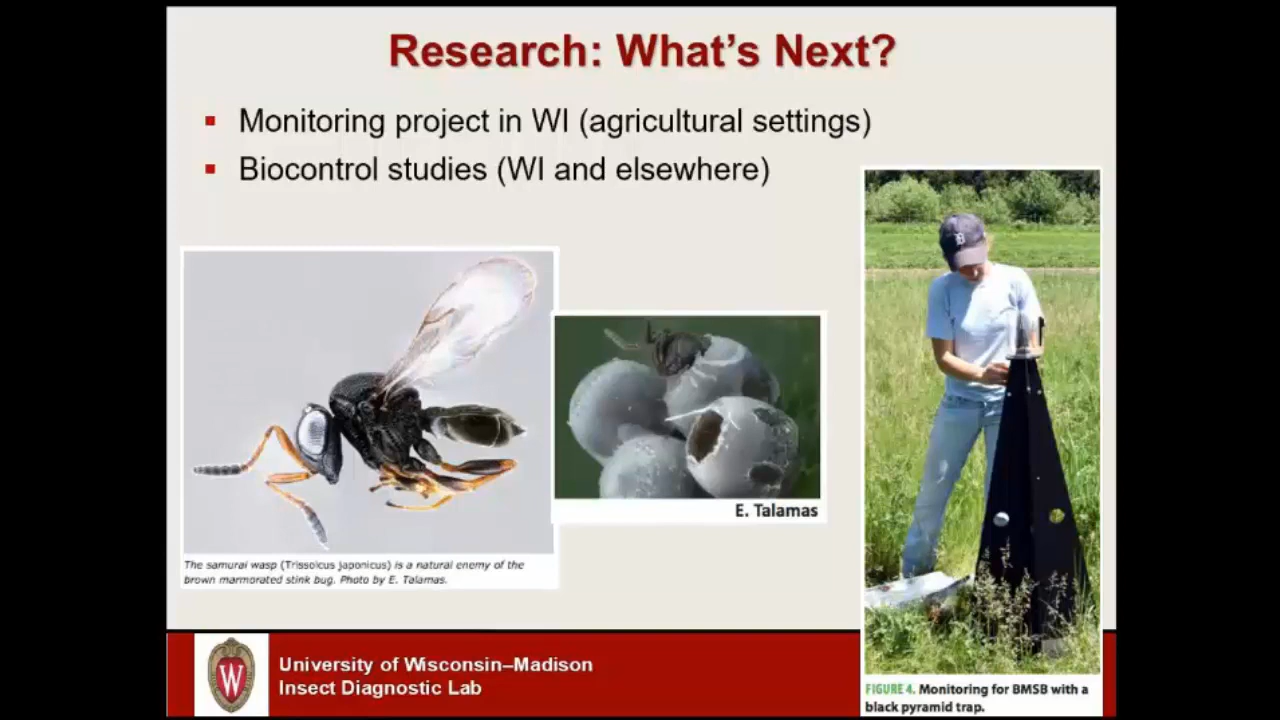 Research: What's Next?
▪ Monitoring project in WI (agricultural settings)
▪ Biocontrol studies (WI and elsewhere)
D
E. Talamas
The samurai wasp (Trissolcus japonicus) is a natural enemy of the
brown marmorated stink bug. Photo by E. Talamas.
W
University of Wisconsin–Madison
Insect Diagnostic Lab
FIGURE 4. Monitoring for BMSB with a
black pyramid trap.